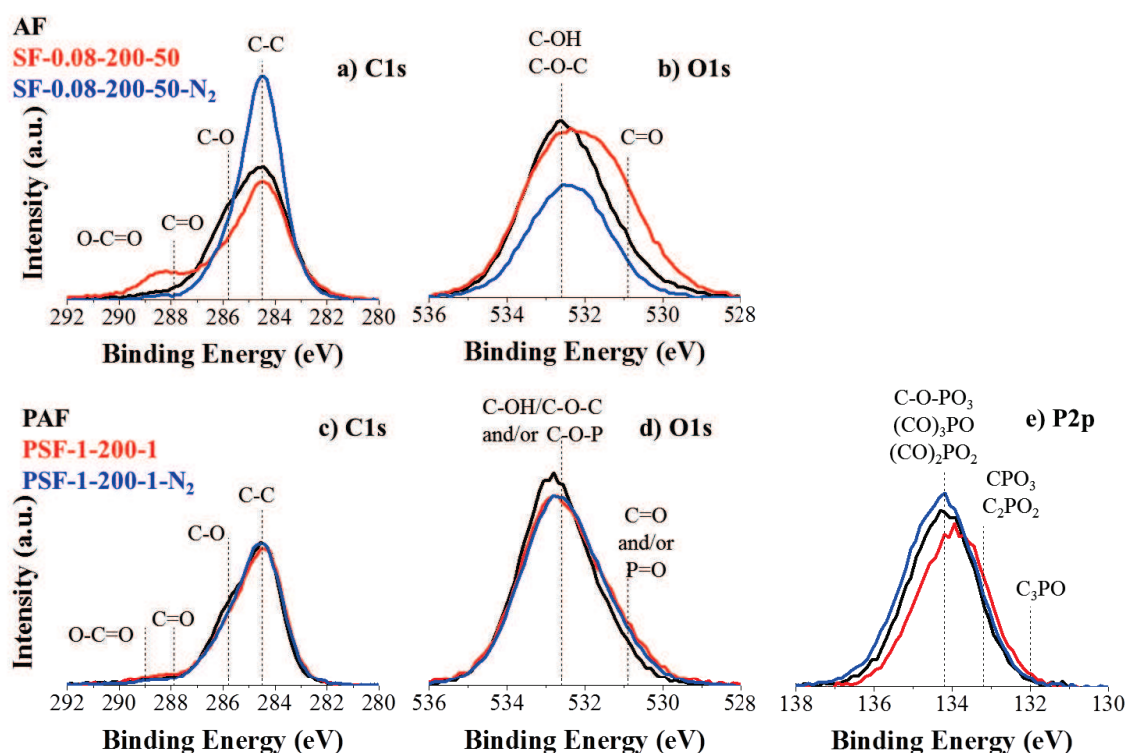 AF
SF-0.08-200-50
SF-0.08-200-50-N₂
a) C1s
C-C
C-O
C=O
O-C=O
Intensity (a.u.)
292 290 288 286 284 282 280
Binding Energy (eV)
b) O1s
C-OH
C-O-C
C=O
536 534 532 530 528
Binding Energy (eV)
PAF
PSF-1-200-1
PSF-1-200-1-N₂
c) C1s
C-C
C-O
C=O
O-C=O
Intensity (a.u.)
292 290 288 286 284 282 280
Binding Energy (eV)
d) O1s
C-OH/C-O-C
and/or C-O-P
C=O
and/or
P=O
536 534 532 530 528
Binding Energy (eV)
e) P2p
C-O-PO₃
(CO)₃PO
(CO)₂PO₂
CPO₃
C₂PO₂
C₃PO
138 136 134 132 130
Binding Energy (eV)